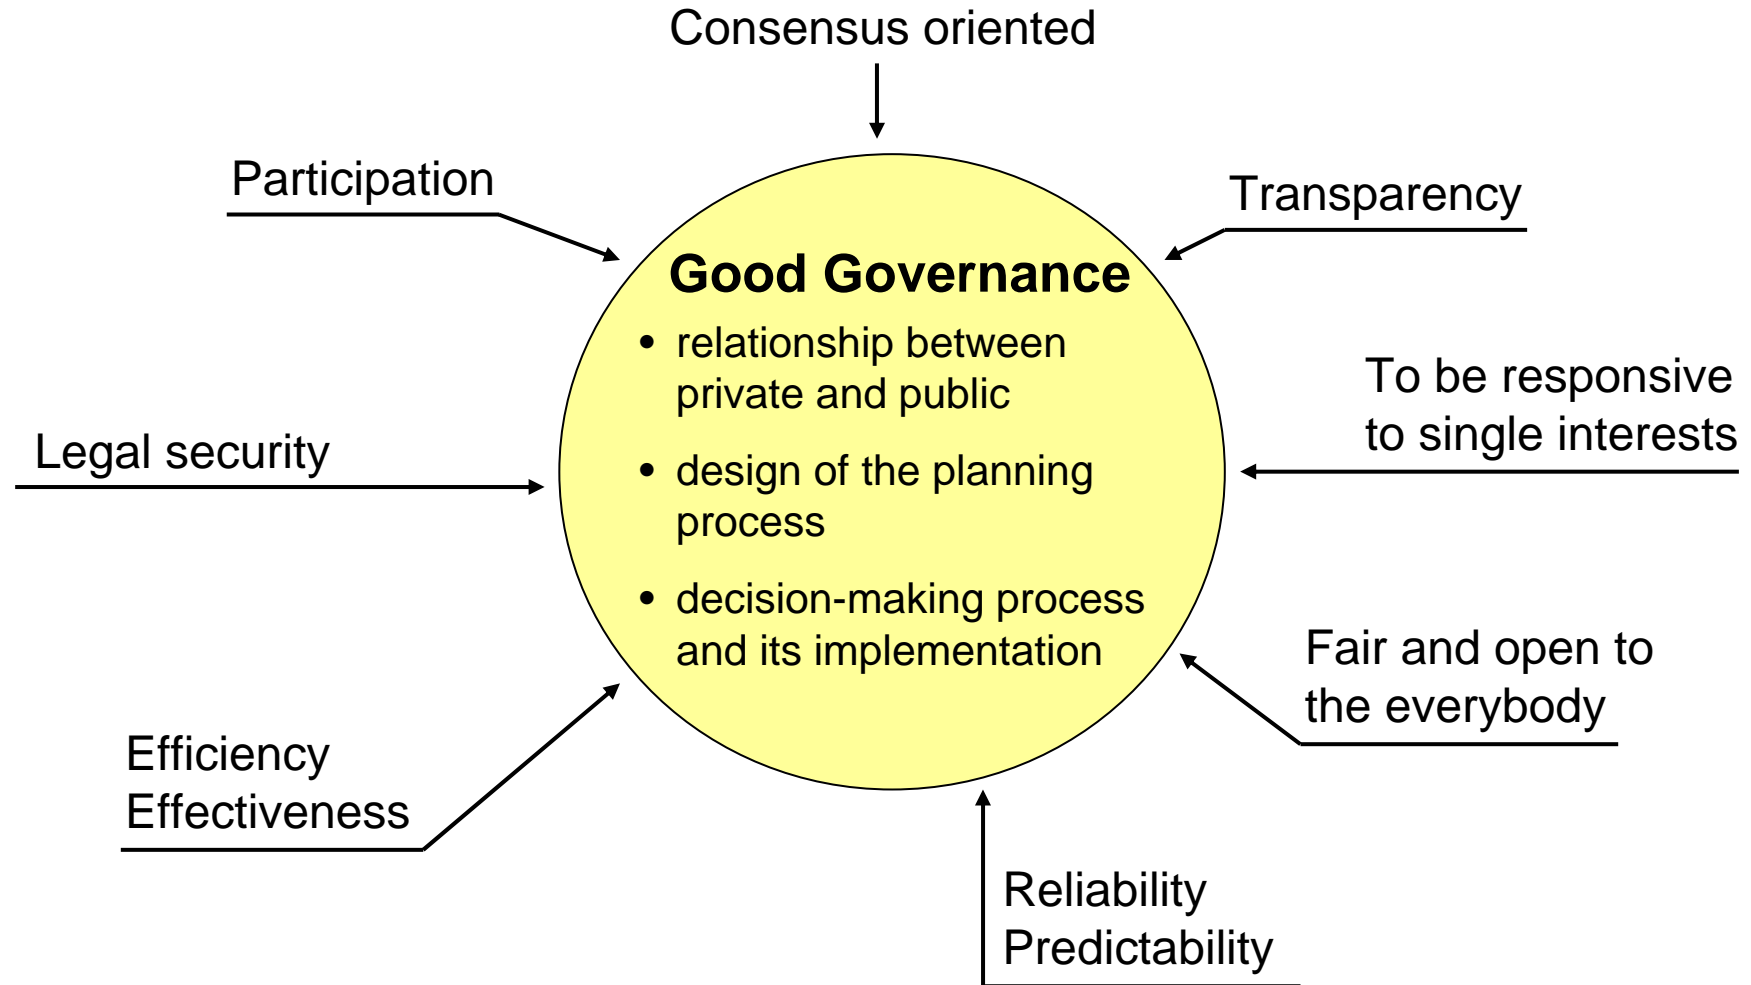 Consensus oriented
Participation
Transparency
Good Governance
• relationship between
private and public
• design of the planning
process
• decision-making process
and its implementation
Legal security
To be responsive
to single interests
Efficiency
Effectiveness
Fair and open to
the everybody
Reliability
Predictability